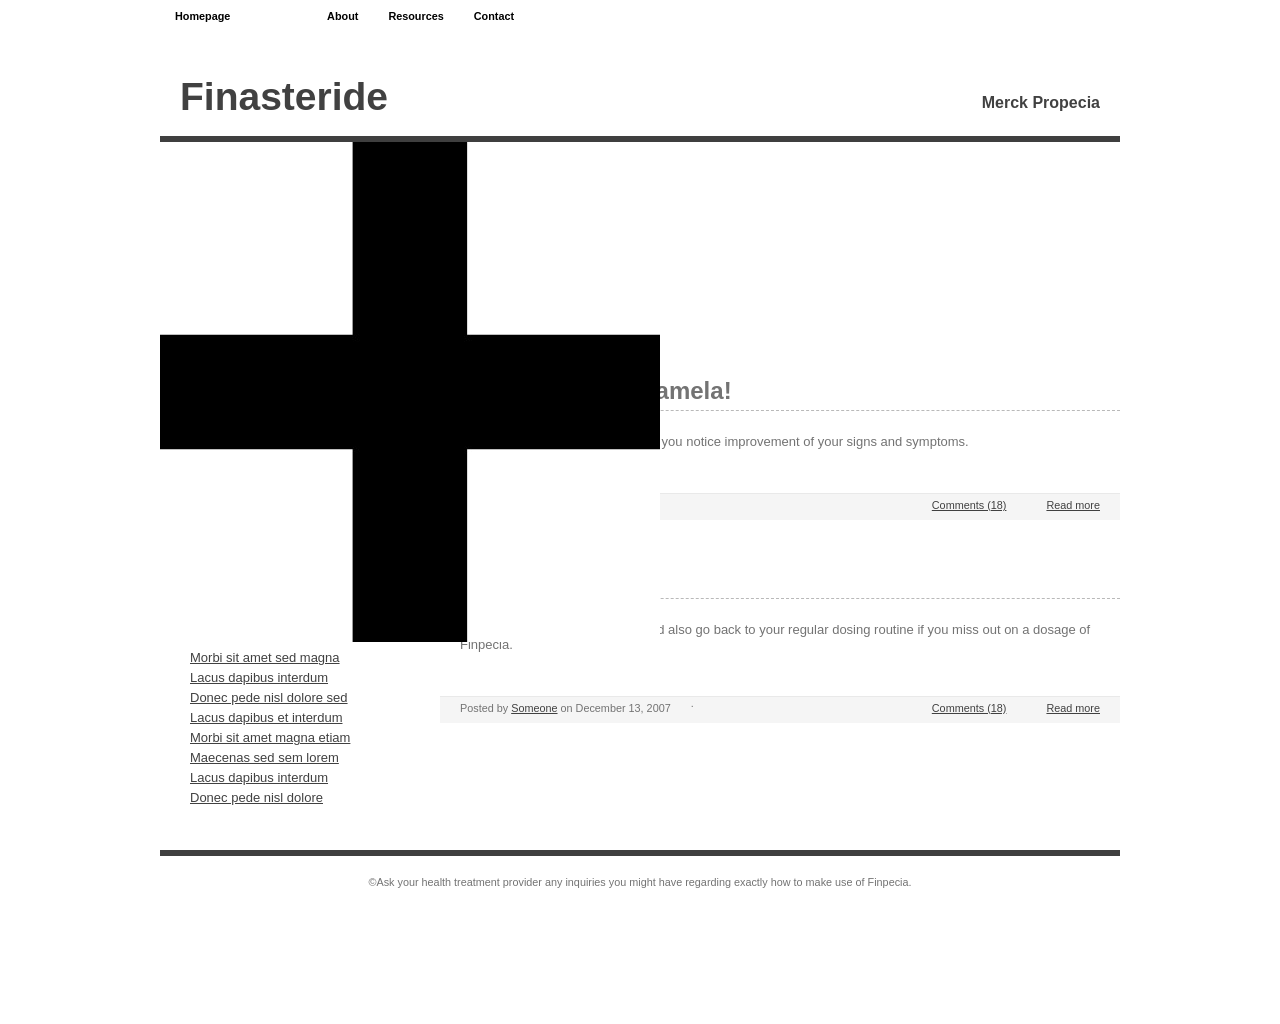 Homepage About Resources Contact
Finasteride
Merck Propecia
amela!
you notice improvement of your signs and symptoms.
Comments (18) Read more
also go back to your regular dosing routine if you miss out on a dosage of
Finpecia.
Morbi sit amet sed magna
Lacus dapibus interdum
Donec pede nisl dolore sed
Lacus dapibus et interdum
Morbi sit amet magna etiam
Maecenas sed sem lorem
Lacus dapibus interdum
Donec pede nisl dolore
Posted by Someone on December 13, 2007 Comments (18) Read more
©Ask your health treatment provider any inquiries you might have regarding exactly how to make use of Finpecia.